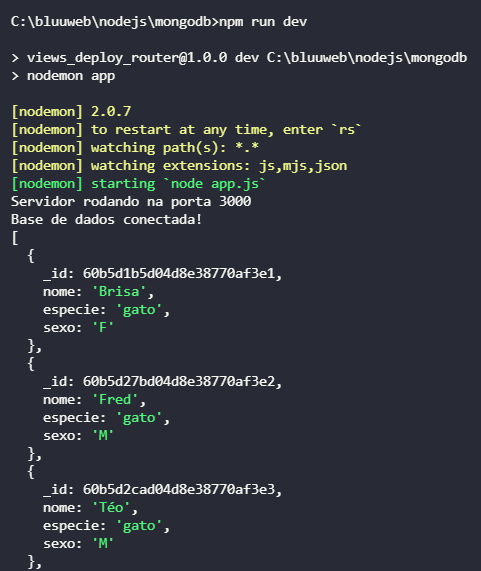 C:\bluuweb\nodejs\mongodb>npm run dev
> views_deploy_router@1.0.0 dev C:\bluuweb\nodejs\mongodb
> nodemon app
[nodemon] 2.0.7
[nodemon] to restart at any time, enter `rs`
[nodemon] watching path(s): *.*
[nodemon] watching extensions: js,mjs,json
[nodemon] starting `node app.js`
Servidor rodando na porta 3000
Base de dados conectada!
[
  {
    _id: 60b5d1b5d04d8e38770af3e1,
    nome: 'Brisa',
    especie: 'gato',
    sexo: 'F'
  },
  {
    _id: 60b5d27bd04d8e38770af3e2,
    nome: 'Fred',
    especie: 'gato',
    sexo: 'M'
  },
  {
    _id: 60b5d2cad04d8e38770af3e3,
    nome: 'Téo',
    especie: 'gato',
    sexo: 'M'
  },